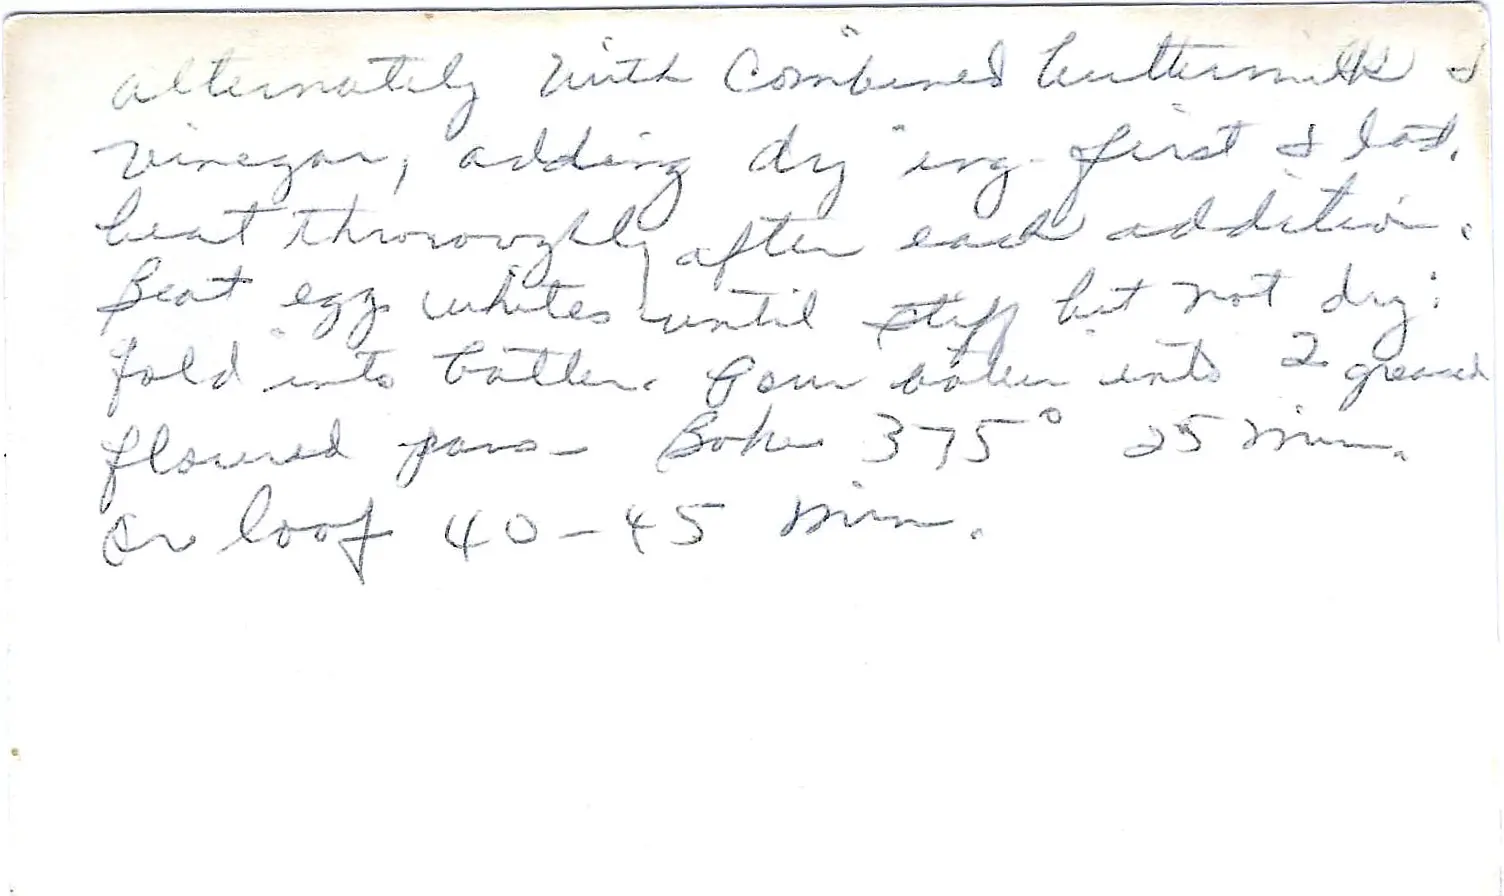 alternately with combined buttermilk &
vinegar, adding dry ing. first & last.
beat thoroughly after each addition.
Beat egg whites until stiff but not dry;
fold into batter. Pour batter into 2 greased
floured pans - Bake 375° 25 min.
or loaf 40-45 min.